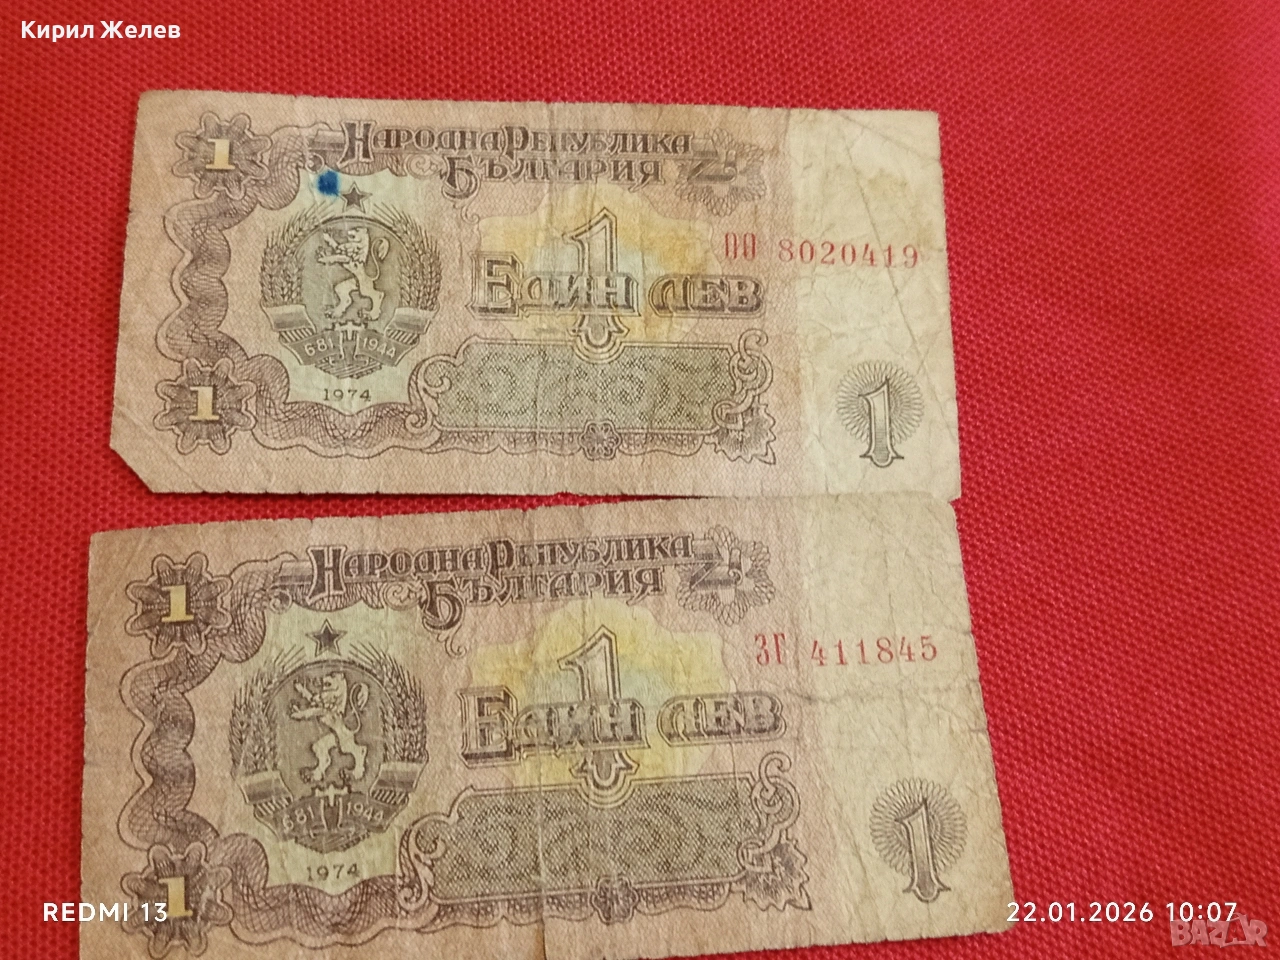 Кирил Желев
1
НАРОДНА РЕПУБЛИКА
БЪЛГАРИЯ
1
ОО 8020419
ЕДИН ЛЕВ
681 1944
1974
1
1
НАРОДНА РЕПУБЛИКА
БЪЛГАРИЯ
1
1
ЗГ 411845
ЕДИН ЛЕВ
681 1944
1974
1
1
REDMI 13
22.01.2026 10:07
BAZAR